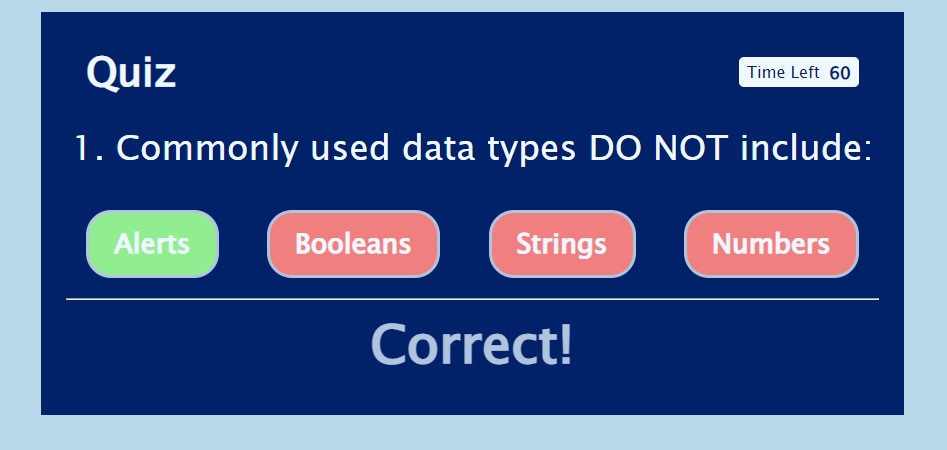 Quiz
Time Left 60
1. Commonly used data types DO NOT include:
Alerts Booleans Strings Numbers
Correct!